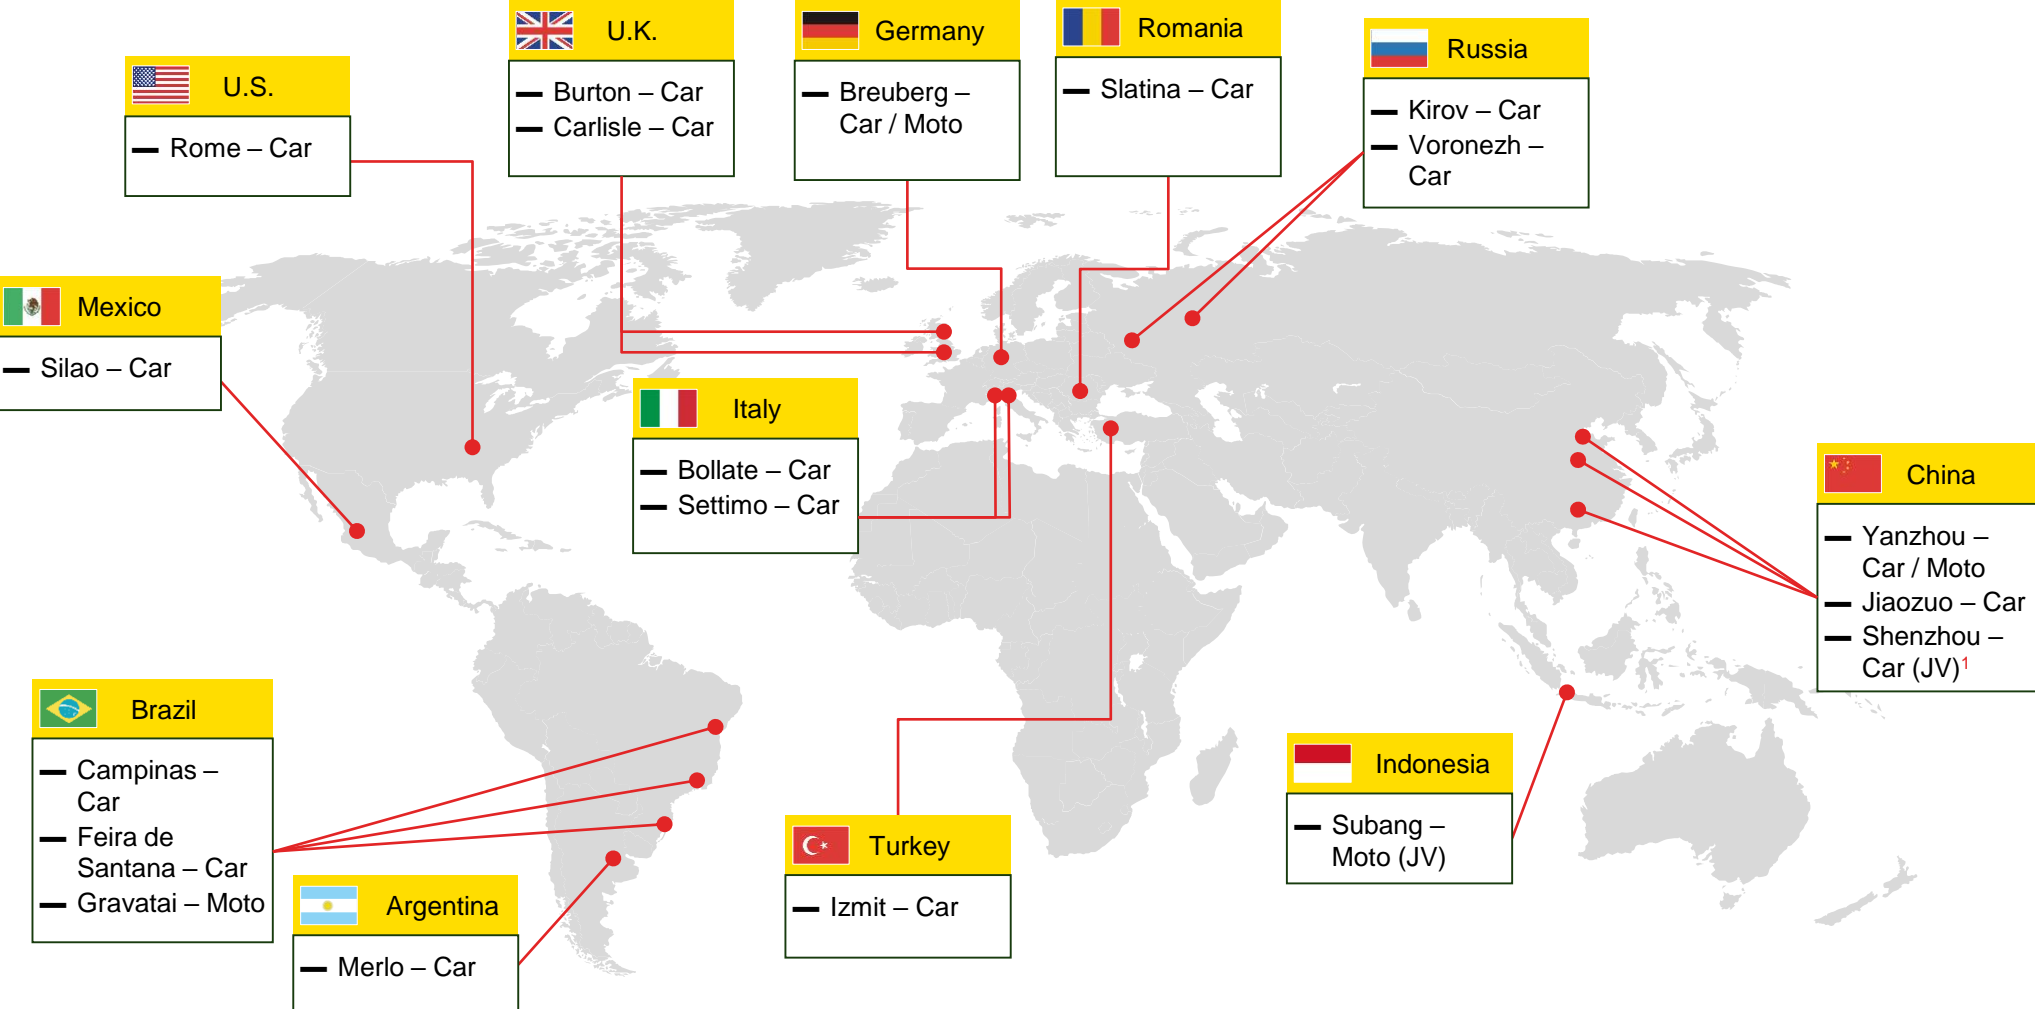 U.S.
— Rome – Car
U.K.
— Burton – Car
— Carlisle – Car
Germany
— Breuberg –
Car / Moto
Romania
— Slatina – Car
Russia
— Kirov – Car
— Voronezh –
Car
Mexico
— Silao – Car
Italy
— Bollate – Car
— Settimo – Car
China
— Yanzhou –
Car / Moto
— Jiaozuo – Car
— Shenzhou –
Car (JV)¹
Brazil
— Campinas –
Car
— Feira de
Santana – Car
— Gravatai – Moto
Argentina
— Merlo – Car
Turkey
— Izmit – Car
Indonesia
— Subang –
Moto (JV)